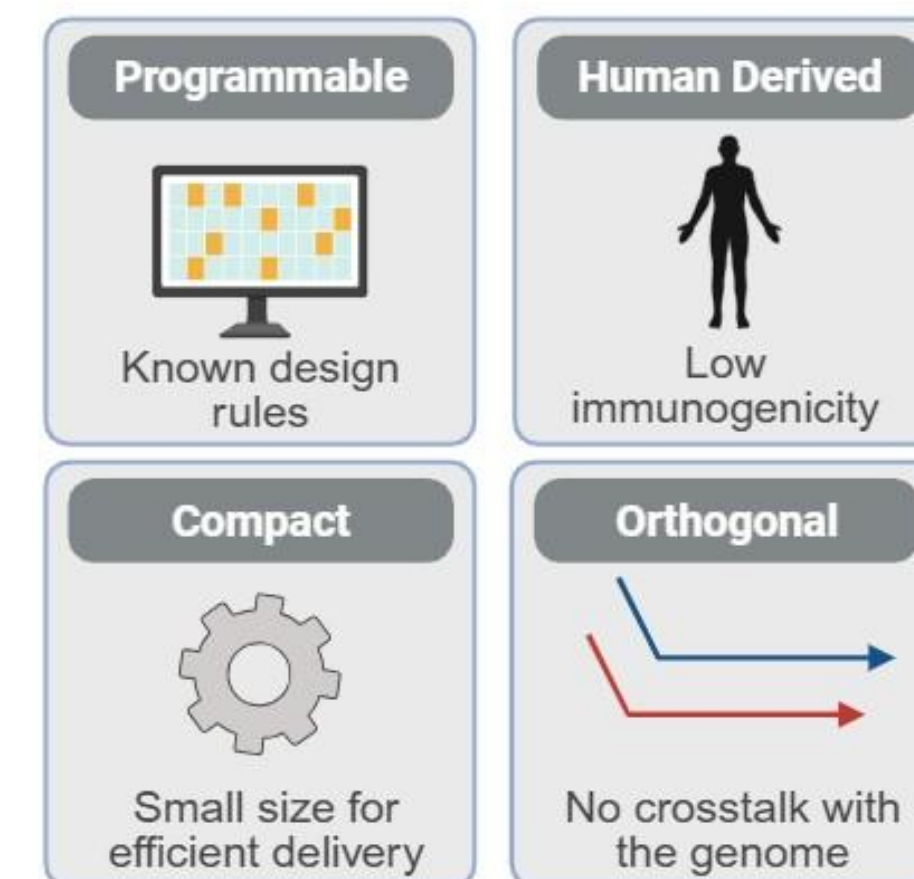 Programmable
Known design
rules
Human Derived
Low
immunogenicity
Compact
Small size for
efficient delivery
Orthogonal
No crosstalk with
the genome